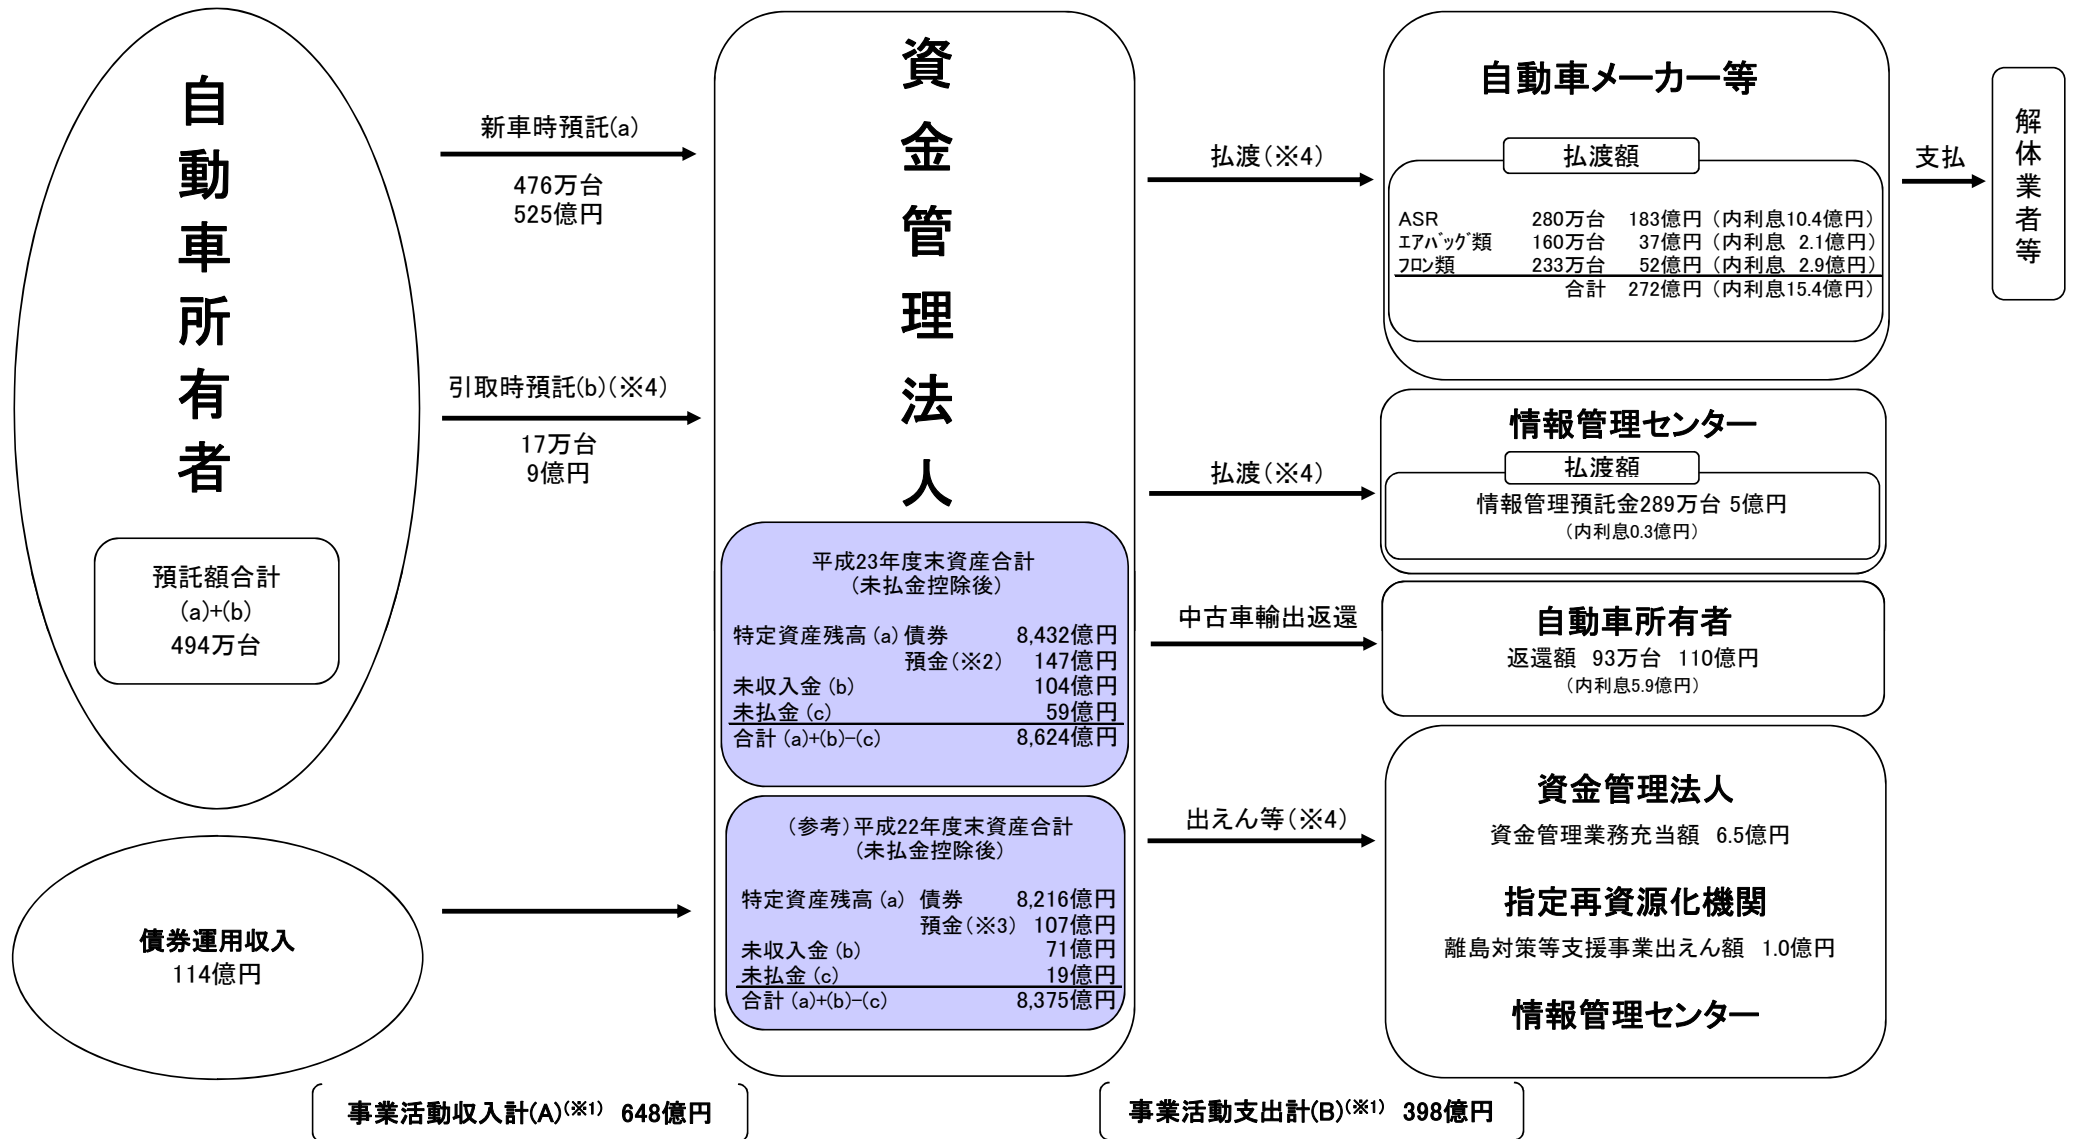 自動車所有者
預託額合計
(a)+(b)
494万台
債券運用収入
114億円
新車時預託(a)
476万台
525億円
引取時預託(b)(※4)
17万台
9億円
資金管理法人
平成23年度末資産合計
(未払金控除後)
特定資産残高 (a) 債券 8,432億円
預金(※2) 147億円
未収入金 (b) 104億円
未払金 (c) 59億円
合計 (a)+(b)−(c) 8,624億円
(参考)平成22年度末資産合計
(未払金控除後)
特定資産残高 (a) 債券 8,216億円
預金(※3) 107億円
未収入金 (b) 71億円
未払金 (c) 19億円
合計 (a)+(b)−(c) 8,375億円
払渡(※4)
自動車メーカー等
払渡額
ASR 280万台 183億円 (内利息10.4億円)
エアバッグ類 160万台 37億円 (内利息 2.1億円)
フロン類 233万台 52億円 (内利息 2.9億円)
合計 272億円 (内利息15.4億円)
支払
解体業者等
払渡(※4)
情報管理センター
払渡額
情報管理預託金289万台 5億円
(内利息0.3億円)
中古車輸出返還
自動車所有者
返還額 93万台 110億円
(内利息5.9億円)
出えん等(※4)
資金管理法人
資金管理業務充当額 6.5億円
指定再資源化機関
離島対策等支援事業出えん額 1.0億円
情報管理センター
事業活動収入計(A)(※1) 648億円
事業活動支出計(B)(※1) 398億円